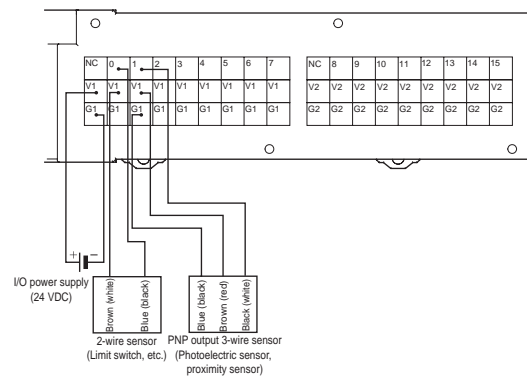 NC 0 1 2 3 4 5 6 7 NC 8 9 10 11 12 13 14 15
V1 V1 V1 V1 V1 V1 V1 V1 V1 V2 V2 V2 V2 V2 V2 V2 V2 V2
G1 G1 G1 G1 G1 G1 G1 G1 G1 G2 G2 G2 G2 G2 G2 G2 G2 G2
+ −
I/O power supply
(24 VDC)
Brown (white)
Blue (black)
2-wire sensor
(Limit switch, etc.)
Blue (black)
Brown (red)
Black (white)
PNP output 3-wire sensor
(Photoelectric sensor,
proximity sensor)